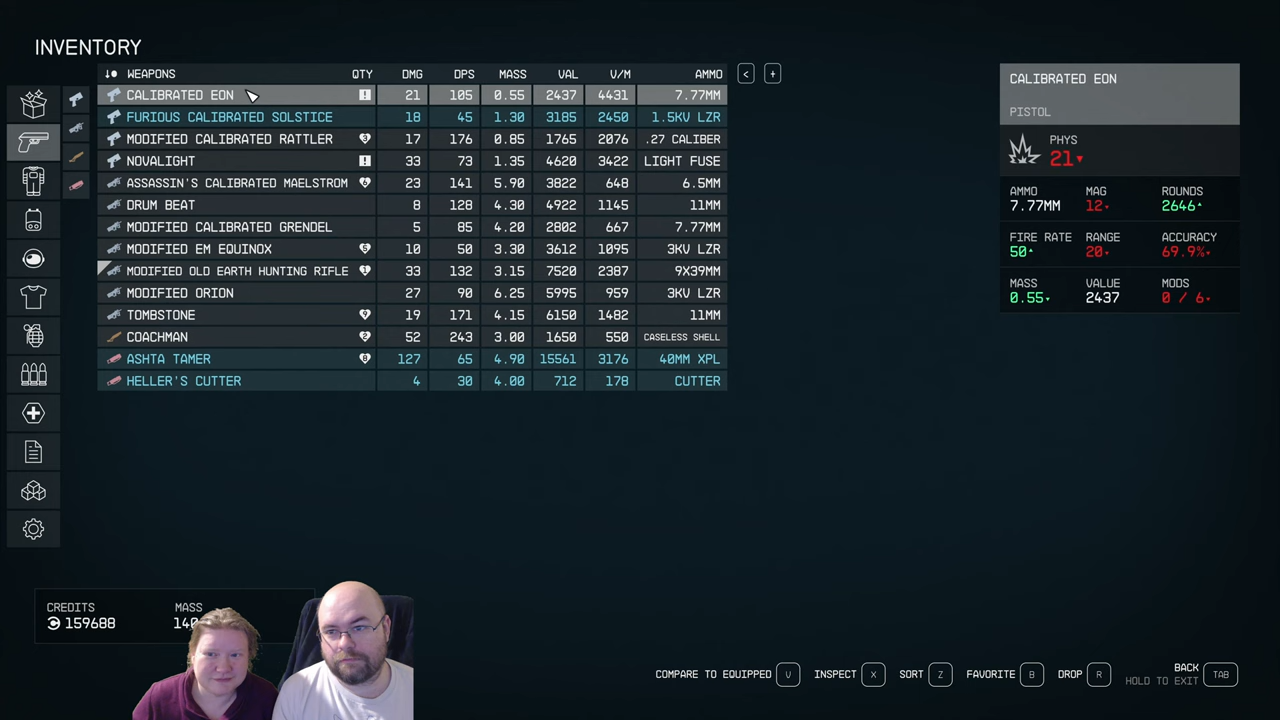 INVENTORY
WEAPONS QTY DMG DPS MASS VAL V/M AMMO < +
CALIBRATED EON ! 21 105 0.55 2437 4431 7.77MM
FURIOUS CALIBRATED SOLSTICE 18 45 1.30 3185 2450 1.5KV LZR
MODIFIED CALIBRATED RATTLER 17 176 0.85 1765 2076 .27 CALIBER
NOVALIGHT ! 33 73 1.35 4620 3422 LIGHT FUSE
ASSASSIN'S CALIBRATED MAELSTROM 23 141 5.90 3822 648 6.5MM
DRUM BEAT 8 128 4.30 4922 1145 11MM
MODIFIED CALIBRATED GRENDEL 5 85 4.20 2802 667 7.77MM
MODIFIED EM EQUINOX 10 50 3.30 3612 1095 3KV LZR
MODIFIED OLD EARTH HUNTING RIFLE 33 132 3.15 7520 2387 9X39MM
MODIFIED ORION 27 90 6.25 5995 959 3KV LZR
TOMBSTONE 19 171 4.15 6150 1482 11MM
COACHMAN 52 243 3.00 1650 550 CASELESS SHELL
ASHTA TAMER 127 65 4.90 15561 3176 40MM XPL
HELLER'S CUTTER 4 30 4.00 712 178 CUTTER
CALIBRATED EON
PISTOL
PHYS
21
AMMO MAG ROUNDS
7.77MM 12 2646
FIRE RATE RANGE ACCURACY
50 20 69.9%
MASS VALUE MODS
0.55 2437 0 / 6
CREDITS MASS
159688 140
COMPARE TO EQUIPPED V INSPECT X SORT Z FAVORITE B DROP R BACK
HOLD TO EXIT TAB